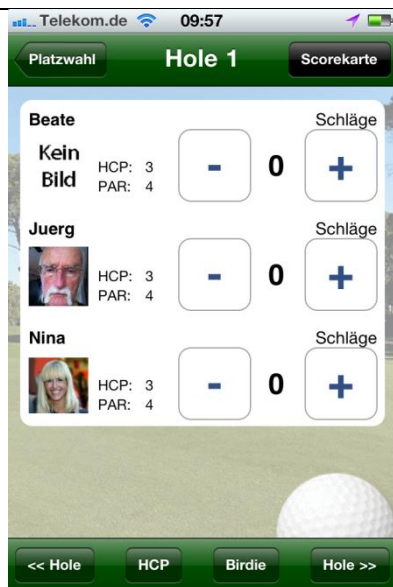 Telekom.de 09:57
Platzwahl Hole 1 Scorekarte
Beate Schläge
Kein
Bild
HCP: 3
PAR: 4
- 0 +
Juerg Schläge
HCP: 3
PAR: 4
- 0 +
Nina Schläge
HCP: 3
PAR: 4
- 0 +
<< Hole HCP Birdie Hole >>